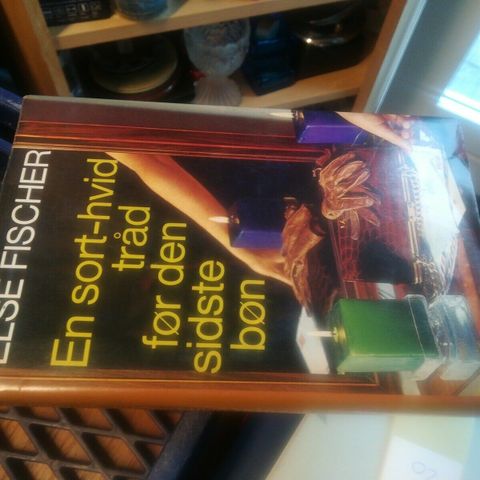 ELSE FISCHER
En sort-hvid
tråd
før den
sidste
bøn